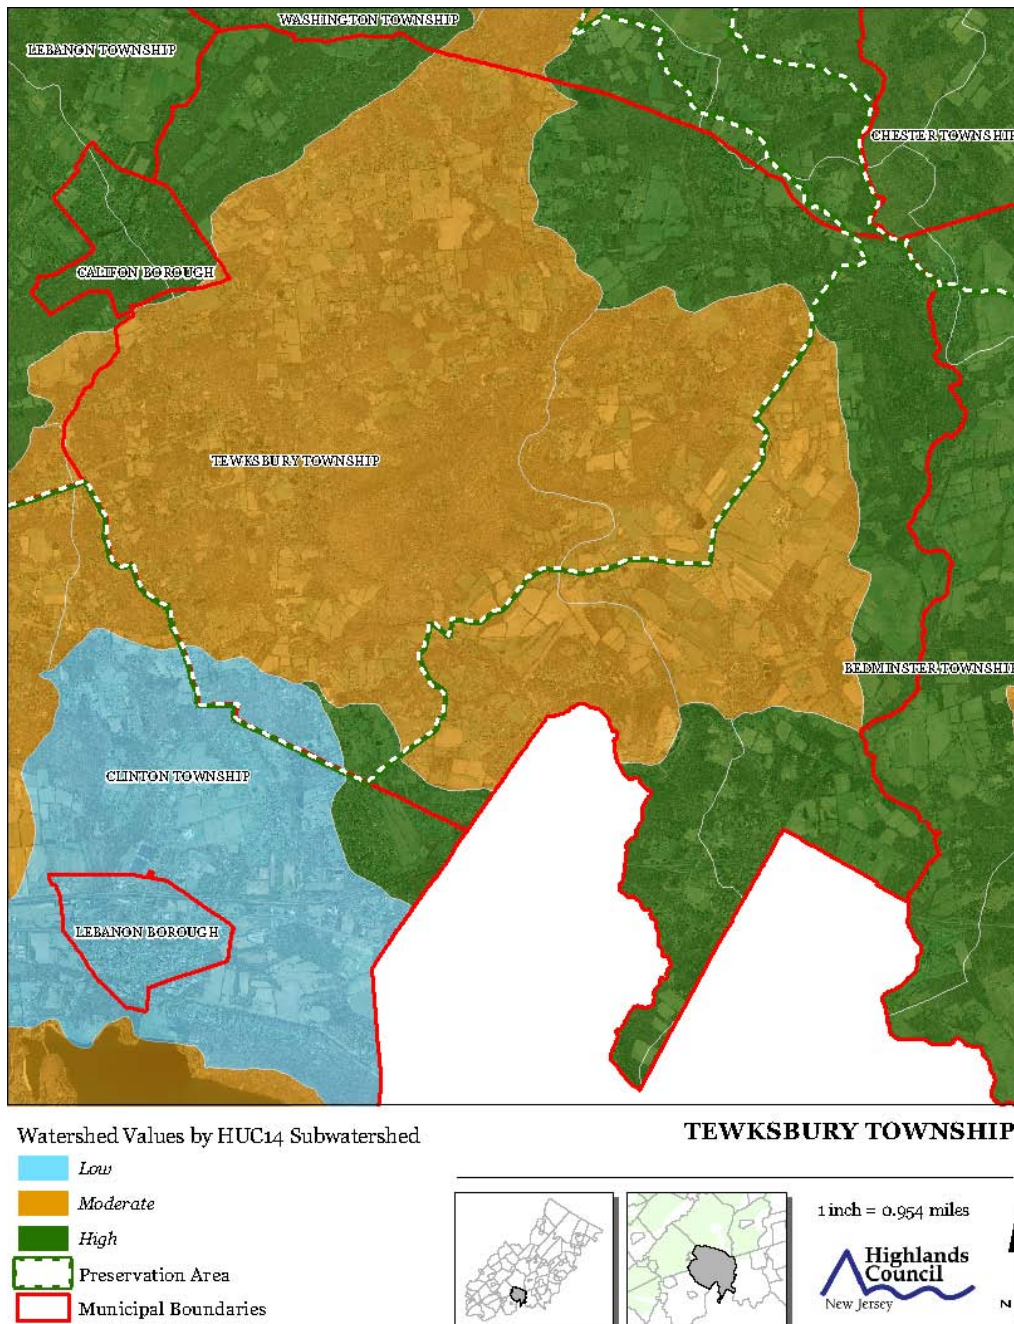 WASHINGTON TOWNSHIP
LEBANON TOWNSHIP
CHESTER TOWNSHIP
CALIFON BOROUGH
TEWKSBURY TOWNSHIP
BEDMINSTER TOWNSHIP
CLINTON TOWNSHIP
LEBANON BOROUGH
Watershed Values by HUC14 Subwatershed
Low
Moderate
High
Preservation Area
Municipal Boundaries
TEWKSBURY TOWNSHIP
1 inch = 0.954 miles
Highlands
Council
New Jersey
N